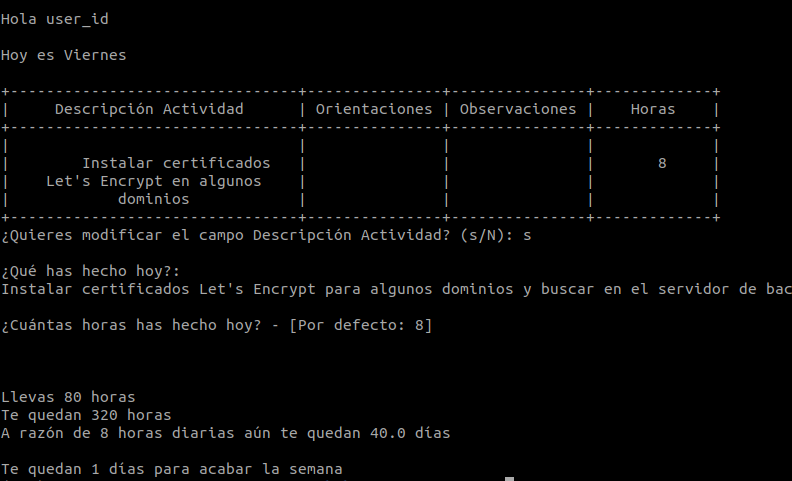 Hola user_id
Hoy es Viernes
+--------------------------------+---------------+---------------+-------------+
| Descripción Actividad | Orientaciones | Observaciones | Horas |
+--------------------------------+---------------+---------------+-------------+
| | | | |
| Instalar certificados | | | 8 |
| Let's Encrypt en algunos | | | |
| dominios | | | |
+--------------------------------+---------------+---------------+-------------+
¿Quieres modificar el campo Descripción Actividad? (s/N): s
¿Qué has hecho hoy?:
Instalar certificados Let's Encrypt para algunos dominios y buscar en el servidor de bac
¿Cuántas horas has hecho hoy? - [Por defecto: 8]
Llevas 80 horas
Te quedan 320 horas
A razón de 8 horas diarias aún te quedan 40.0 días
Te quedan 1 días para acabar la semana